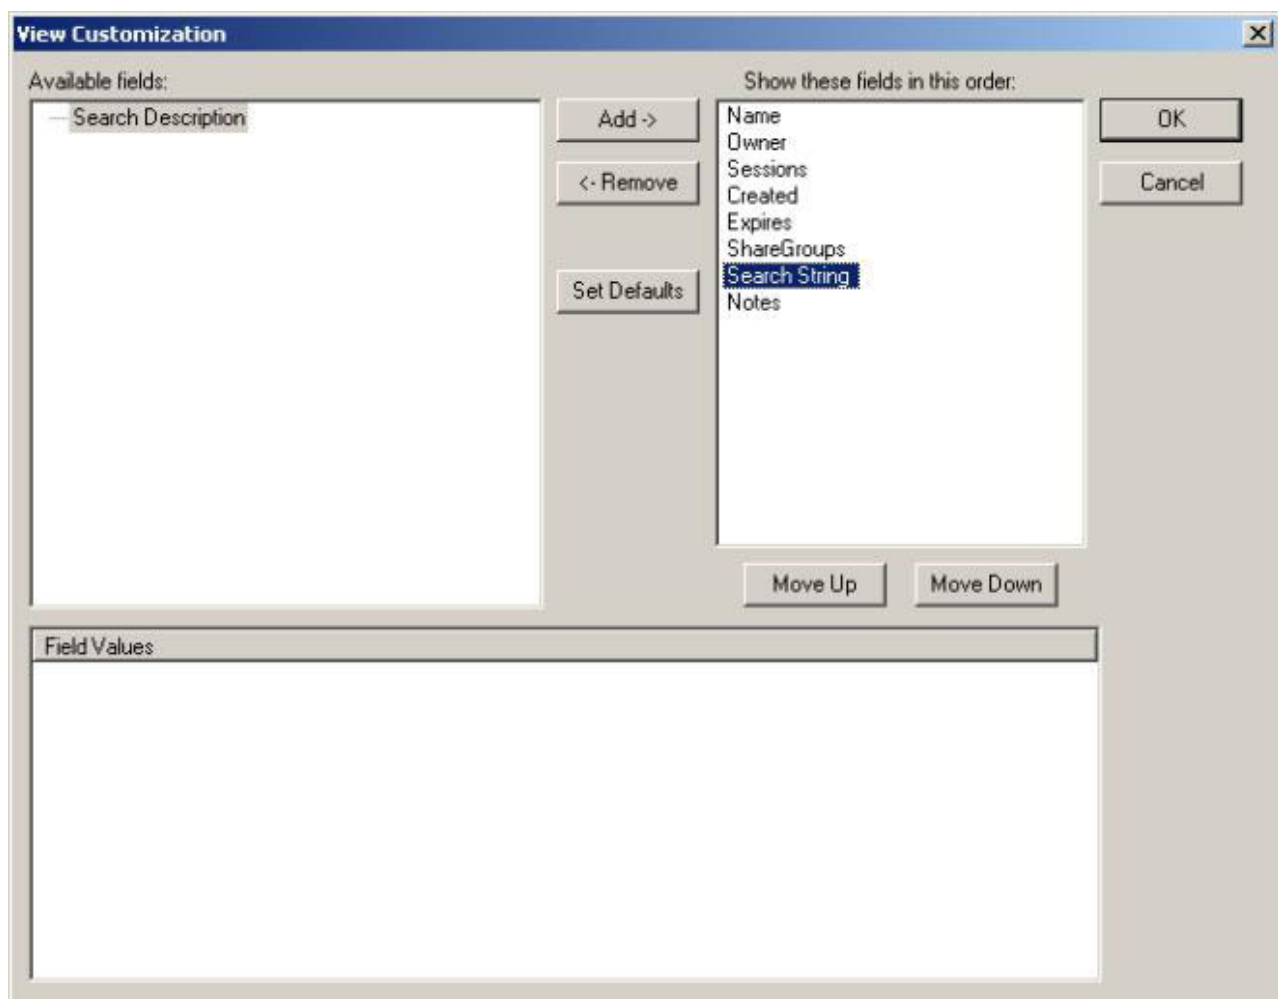 View Customization
Available fields:
Show these fields in this order:
Search Description
Add ->
<- Remove
Set Defaults
Name
Owner
Sessions
Created
Expires
ShareGroups
Search String
Notes
OK
Cancel
Move Up
Move Down
Field Values